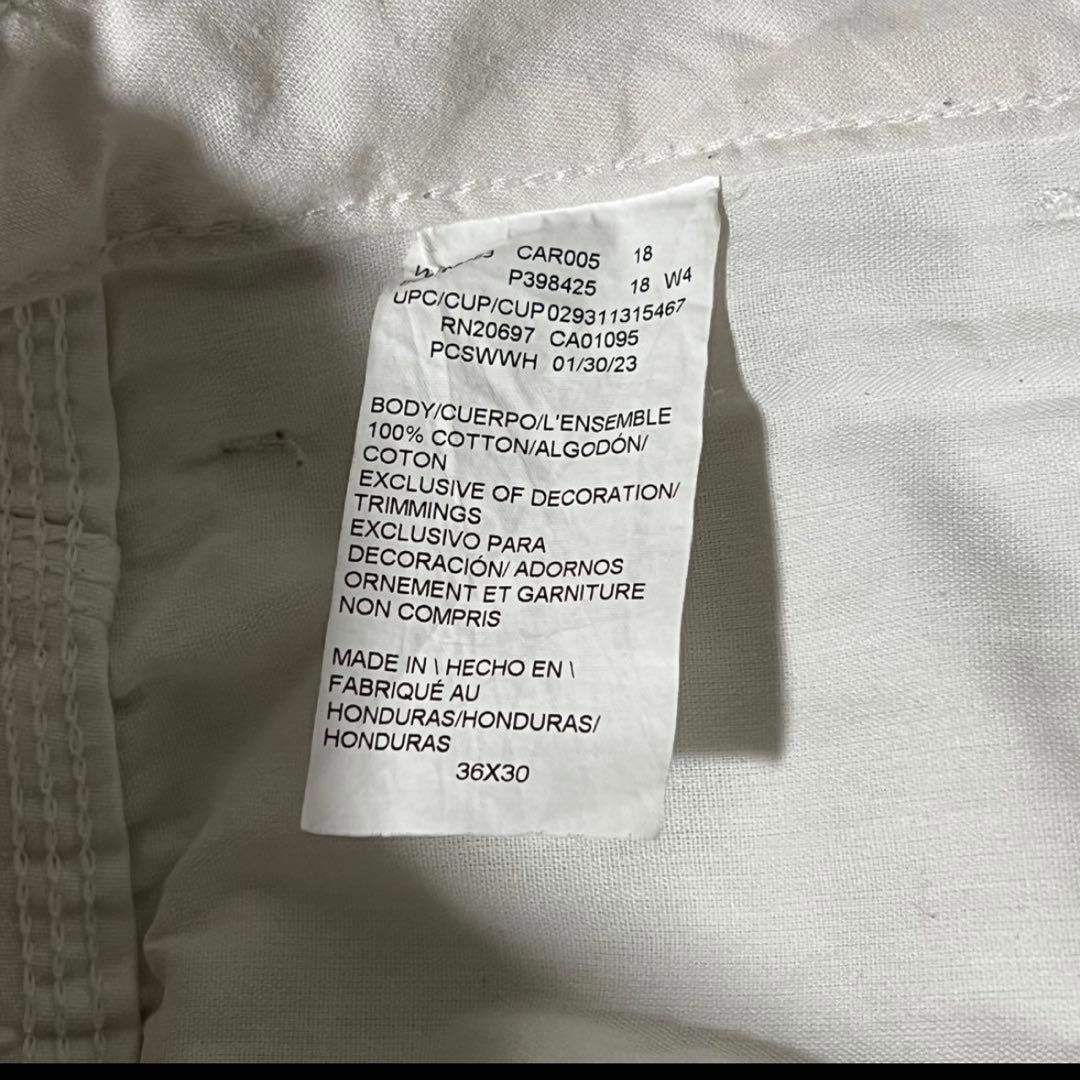 CAR005 18
P398425 18 W4
UPC/CUP/CUP029311315467
RN20697 CA01095
PCSWWH 01/30/23
BODY/CUERPO/L'ENSEMBLE
100% COTTON/ALGODÓN/
COTON
EXCLUSIVE OF DECORATION/
TRIMMINGS
EXCLUSIVO PARA
DECORACIÓN/ ADORNOS
ORNEMENT ET GARNITURE
NON COMPRIS
MADE IN \ HECHO EN \
FABRIQUÉ AU
HONDURAS/HONDURAS/
HONDURAS
36X30